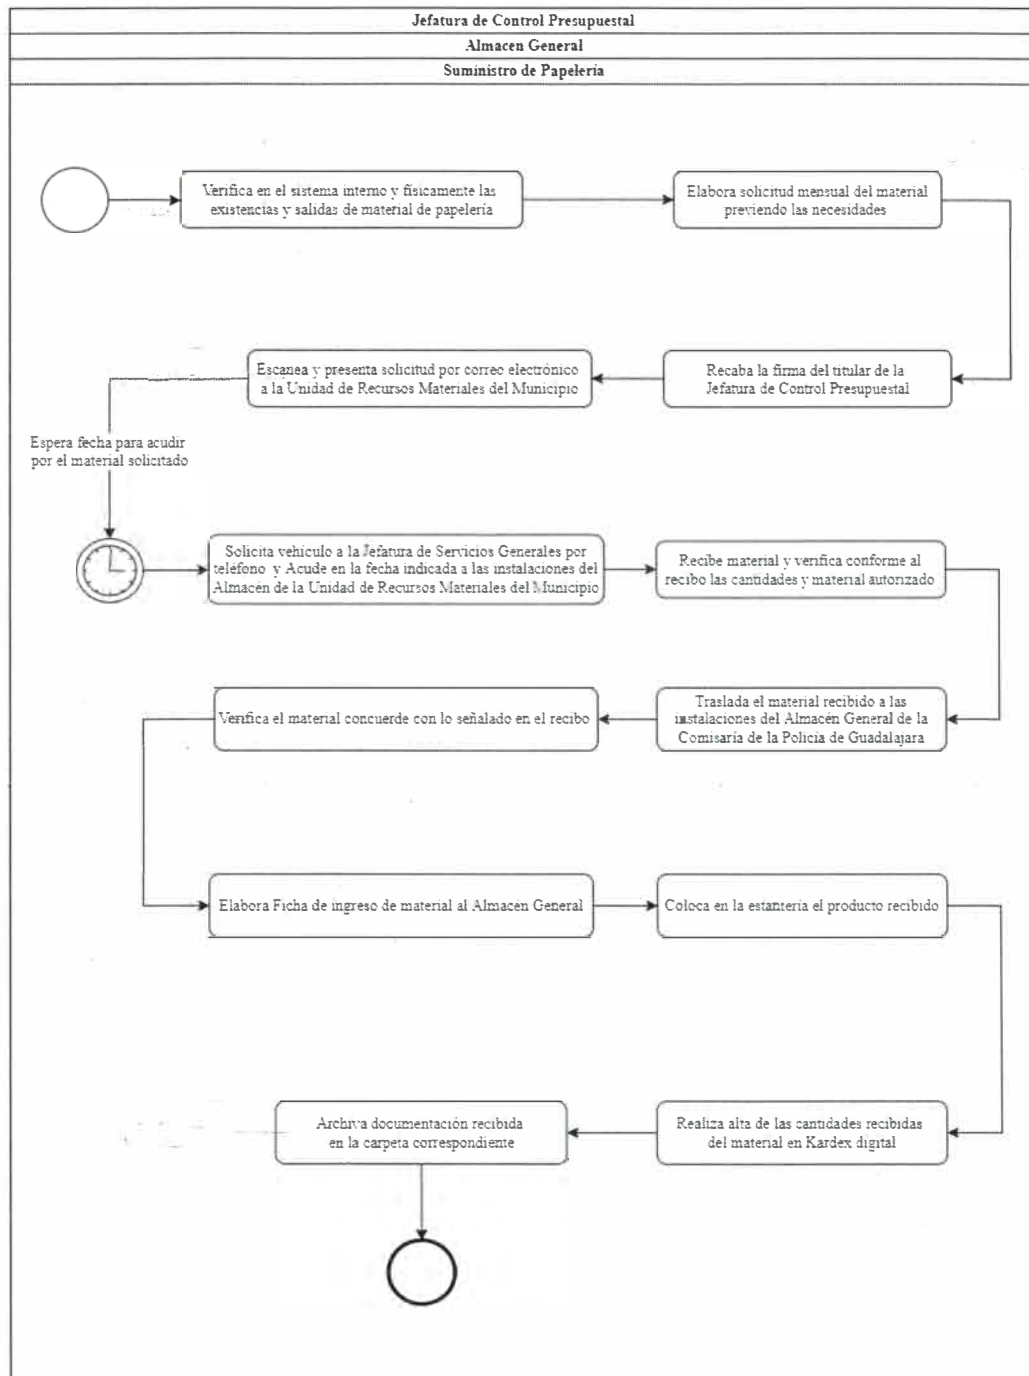 Jefatura de Control Presupuestal
Almacen General
Suministro de Papelería
Verifica en el sistema interno y físicamente las
existencias y salidas de material de papelería
Elabora solicitud mensual del material
previendo las necesidades
Escanea y presenta solicitud por correo electrónico
a la Unidad de Recursos Materiales del Municipio
Recaba la firma del titular de la
Jefatura de Control Presupuestal
Espera fecha para acudir
por el material solicitado
Solicita vehículo a la Jefatura de Servicios Generales por
teléfono y Acude en la fecha indicada a las instalaciones del
Almacén de la Unidad de Recursos Materiales del Municipio
Recibe material y verifica conforme al
recibo las cantidades y material autorizado
Verifica el material concuerde con lo señalado en el recibo
Traslada el material recibido a las
instalaciones del Almacén General de la
Comisaría de la Policía de Guadalajara
Elabora Ficha de ingreso de material al Almacén General
Coloca en la estantería el producto recibido
Archiva documentación recibida
en la carpeta correspondiente
Realiza alta de las cantidades recibidas
del material en Kardex digital